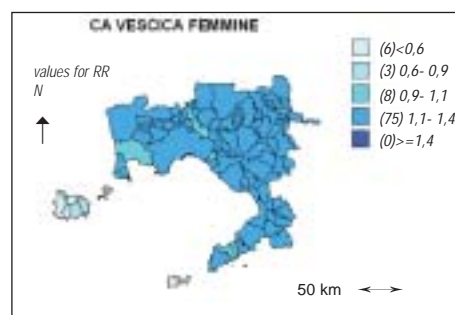 CA VESCICA FEMMINE
values for RR
N
(6)<0,6
(3) 0,6- 0,9
(8) 0,9- 1,1
(75) 1,1- 1,4
(0)>=1,4
50 km